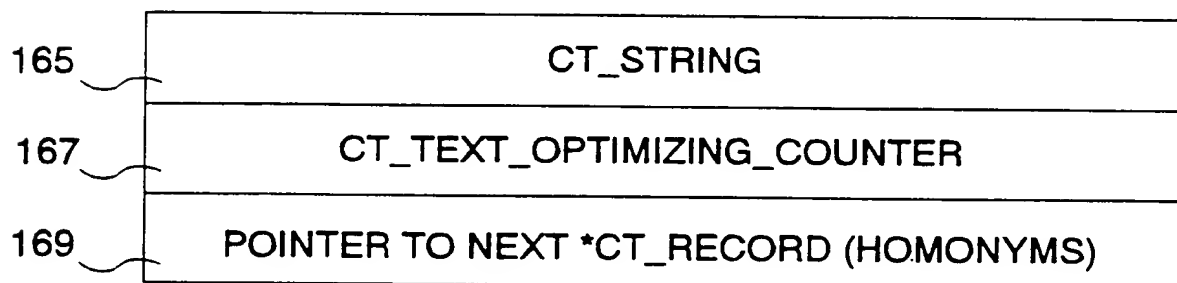 165 CT_STRING
167 CT_TEXT_OPTIMIZING_COUNTER
169 POINTER TO NEXT *CT_RECORD (HOMONYMS)